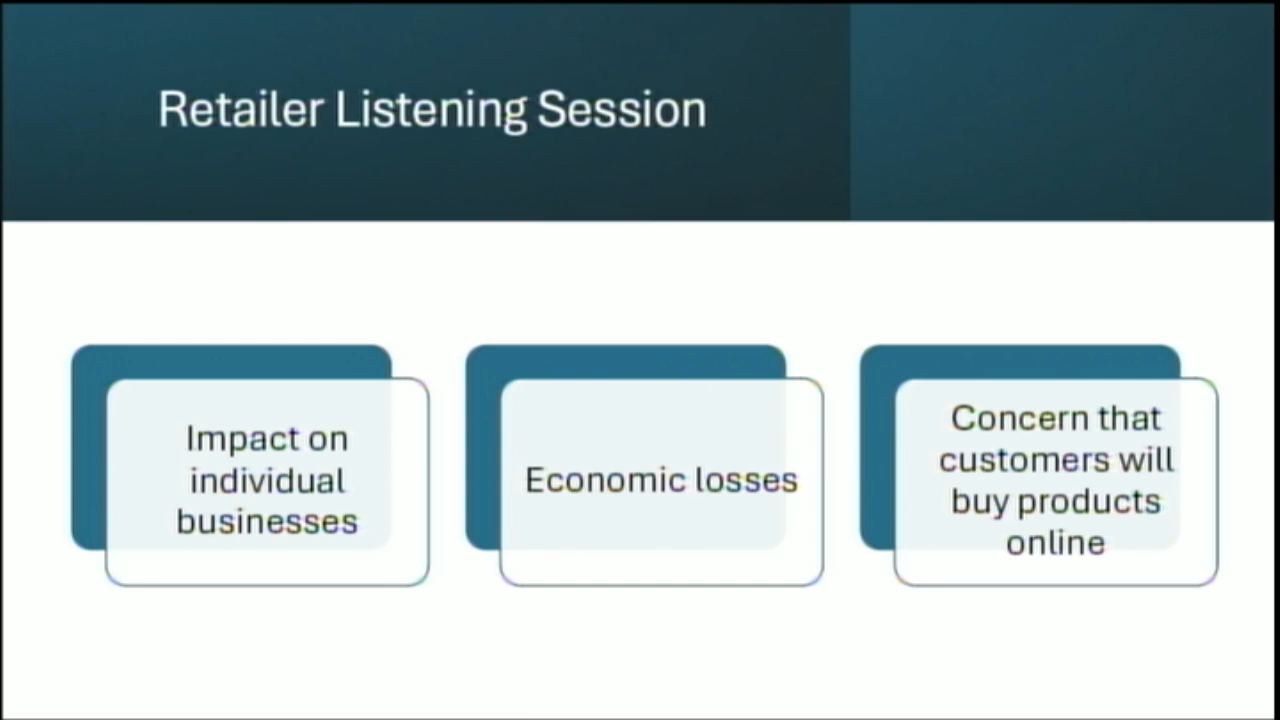 Retailer Listening Session
Impact on
individual
businesses
Economic losses
Concern that
customers will
buy products
online